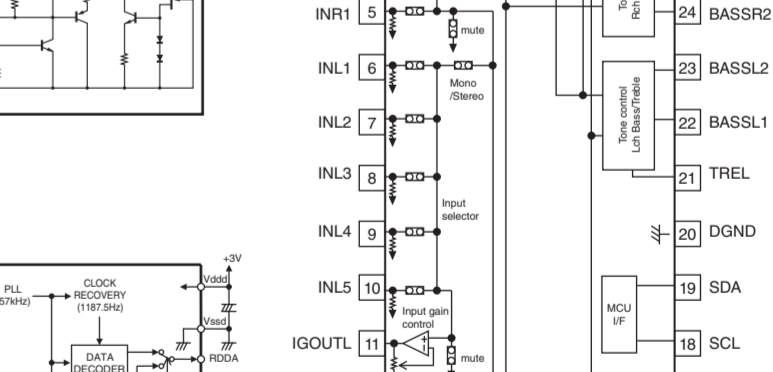 INR1 5
mute
To
Rch
24 BASSR2
INL1 6
Mono
/Stereo
23 BASSL2
INL2 7
Tone control
Lch Bass/Treble
22 BASSL1
INL3 8
21 TREL
Input
selector
INL4 9
20 DGND
INL5 10
19 SDA
Input gain
control
MCU
I/F
IGOUTL 11
mute
18 SCL
+3V
Vddd
PLL
57kHz)
CLOCK
RECOVERY
(1187.5Hz)
Vssd
RDDA
DATA
DECODER